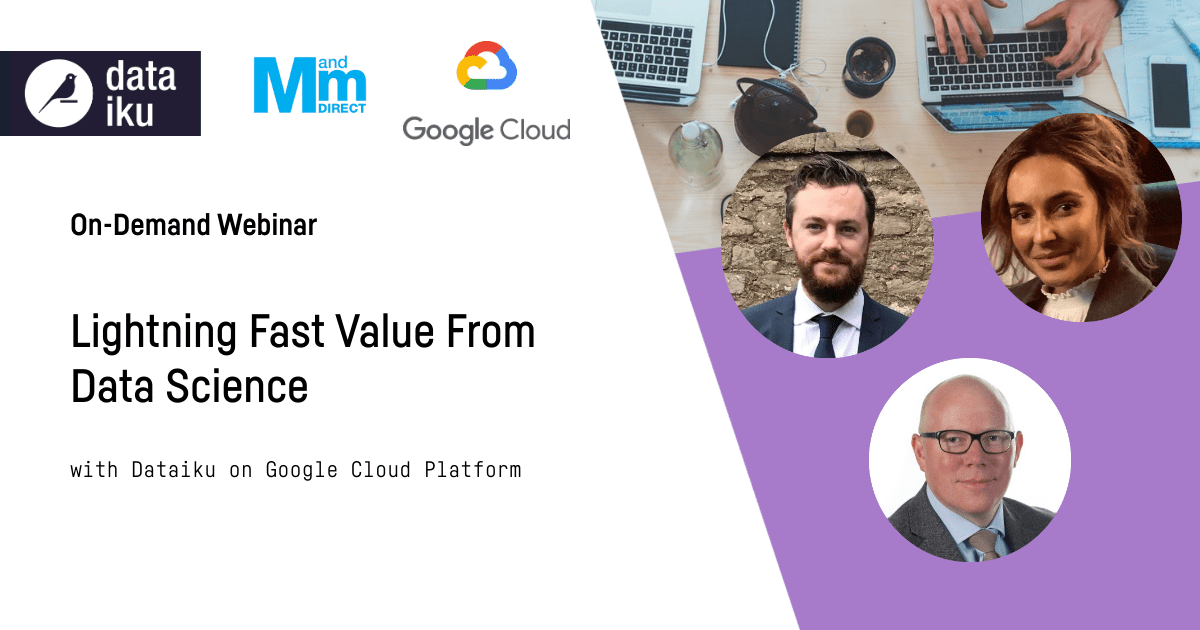 data
iku
and
Mm
DIRECT
Google Cloud
On-Demand Webinar
Lightning Fast Value From
Data Science
with Dataiku on Google Cloud Platform